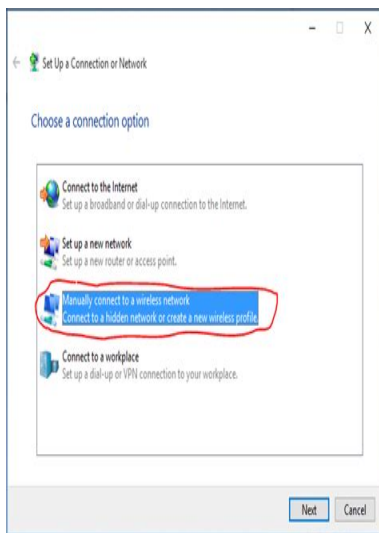 Set Up a Connection or Network
Choose a connection option
Connect to the Internet
Set up a broadband or dial-up connection to the Internet.
Set up a new network
Set up a new router or access point.
Manually connect to a wireless network
Connect to a hidden network or create a new wireless profile.
Connect to a workplace
Set up a dial-up or VPN connection to your workplace.
Next Cancel